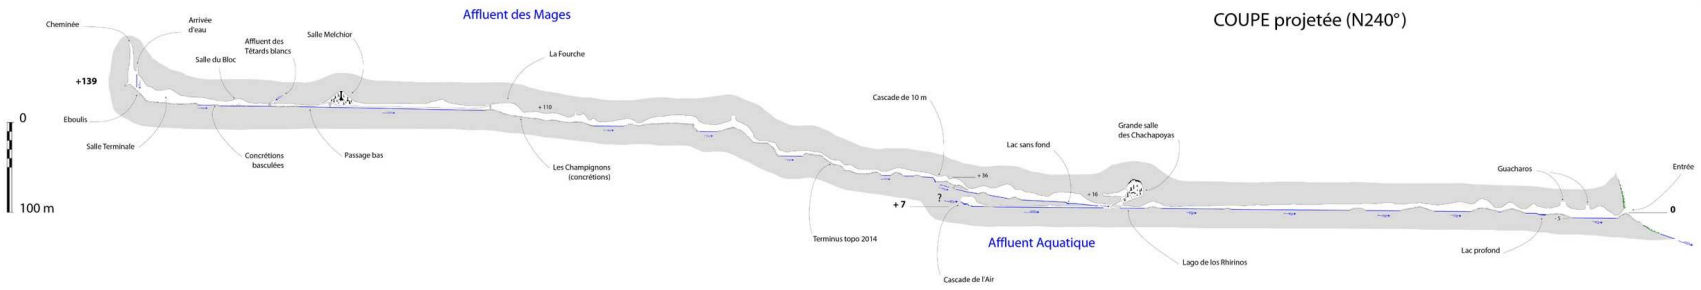 Affluent des Mages
COUPE projetée (N240°)
Cheminée
Arrivée
d'eau
Affluent des
Têtards blancs
Salle Melchior
Salle du Bloc
La Fourche
+139
+110
Cascade de 10 m
0
Eboulis
Salle Terminale
Concrétions
basculées
Passage bas
Les Champignons
(concrétions)
Grande salle
des Chachapoyas
Lac sans fond
Guacharos
Entrée
+36
+16
?
+7
-5
0
100 m
Terminus topo 2014
Affluent Aquatique
Lac profond
Lago de los Rhirinos
Cascade de l'Air